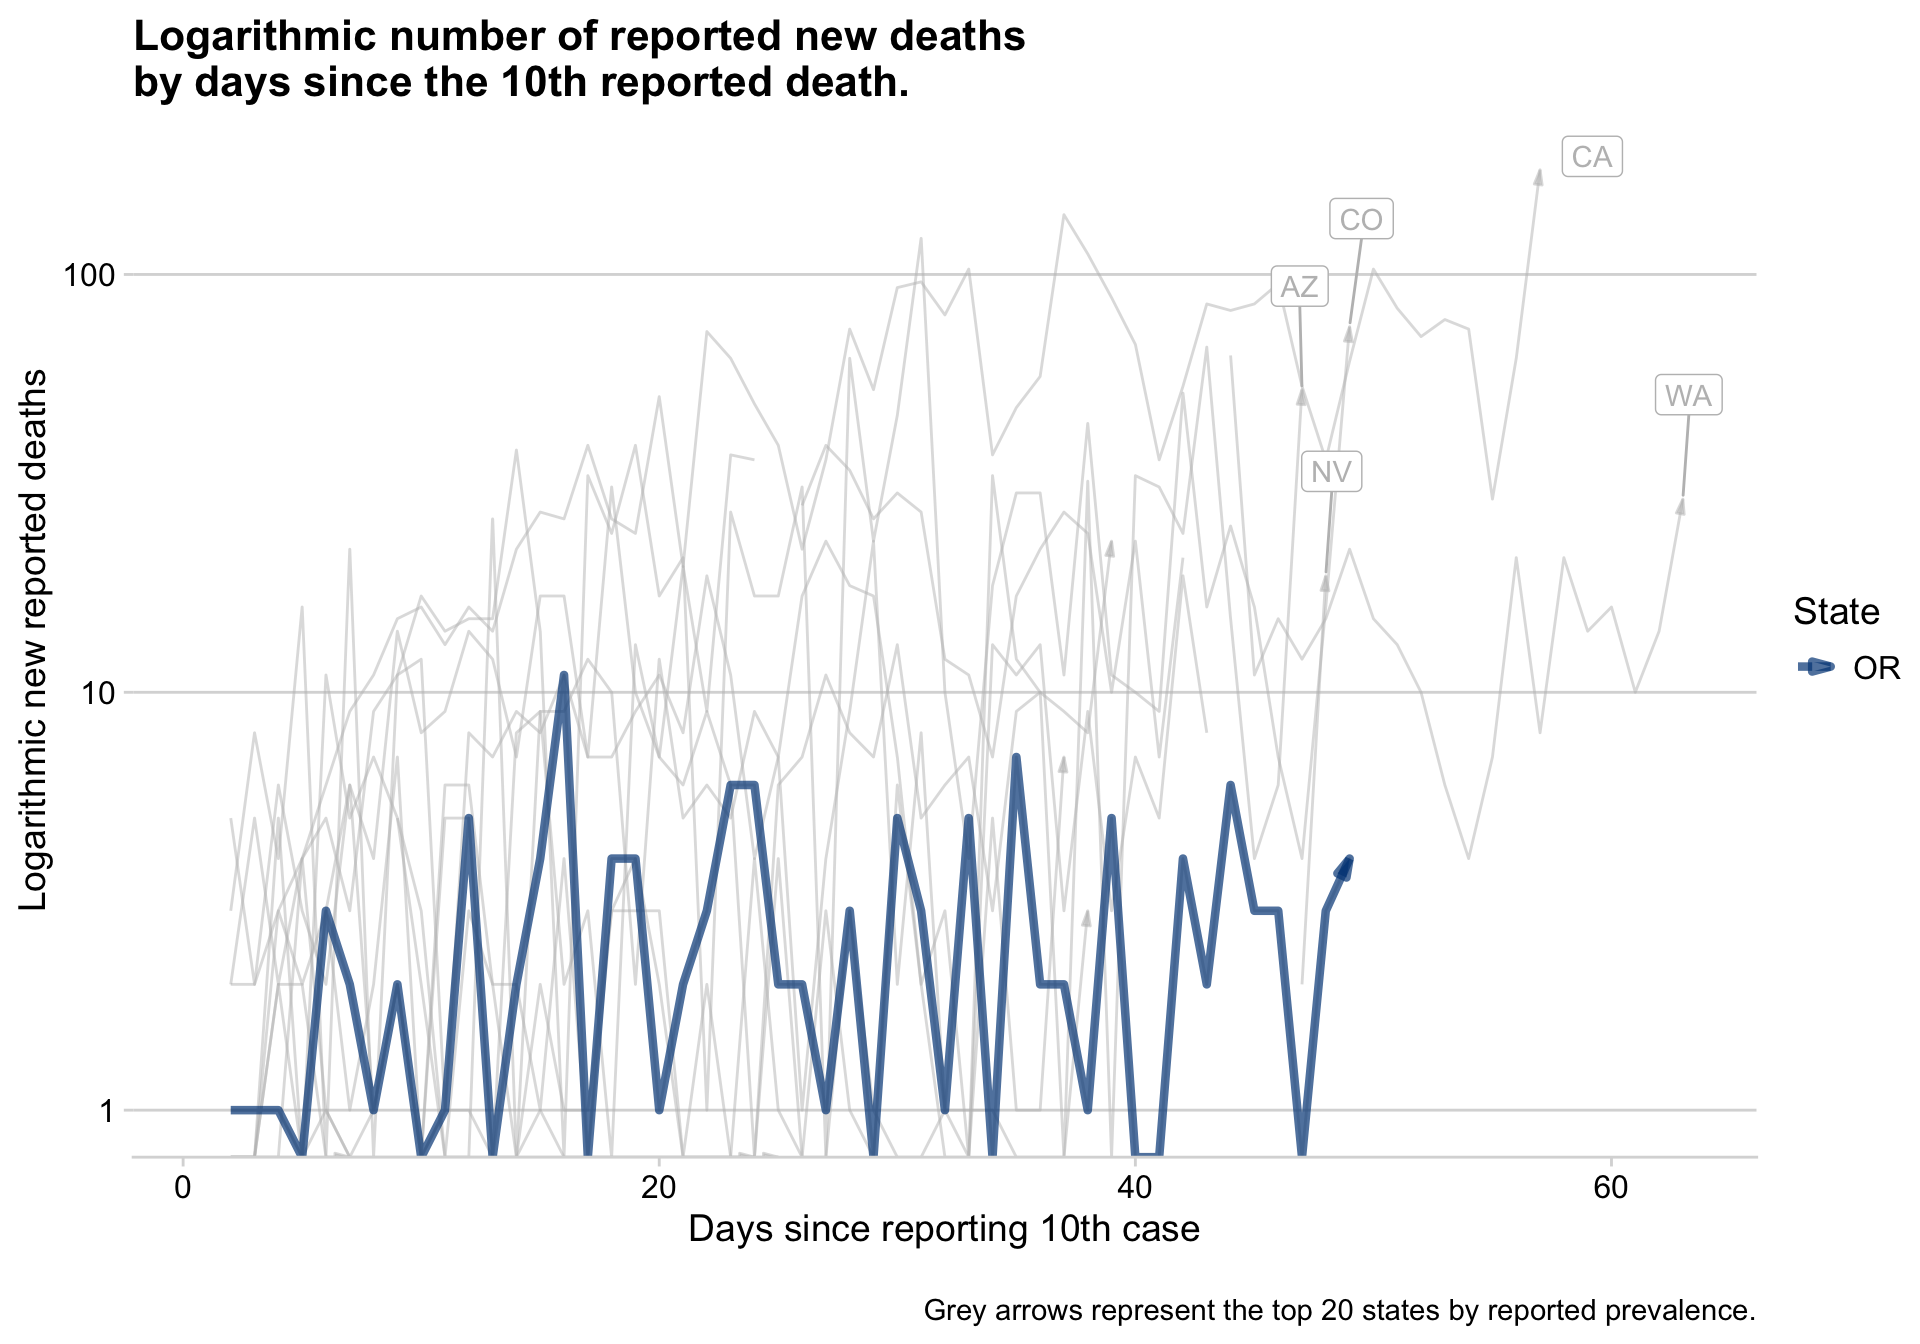 Logarithmic number of reported new deaths
by days since the 10th reported death.
CA
CO
AZ
WA
NV
100
10
1
Logarithmic new reported deaths
State
OR
0 20 40 60
Days since reporting 10th case
Grey arrows represent the top 20 states by reported prevalence.